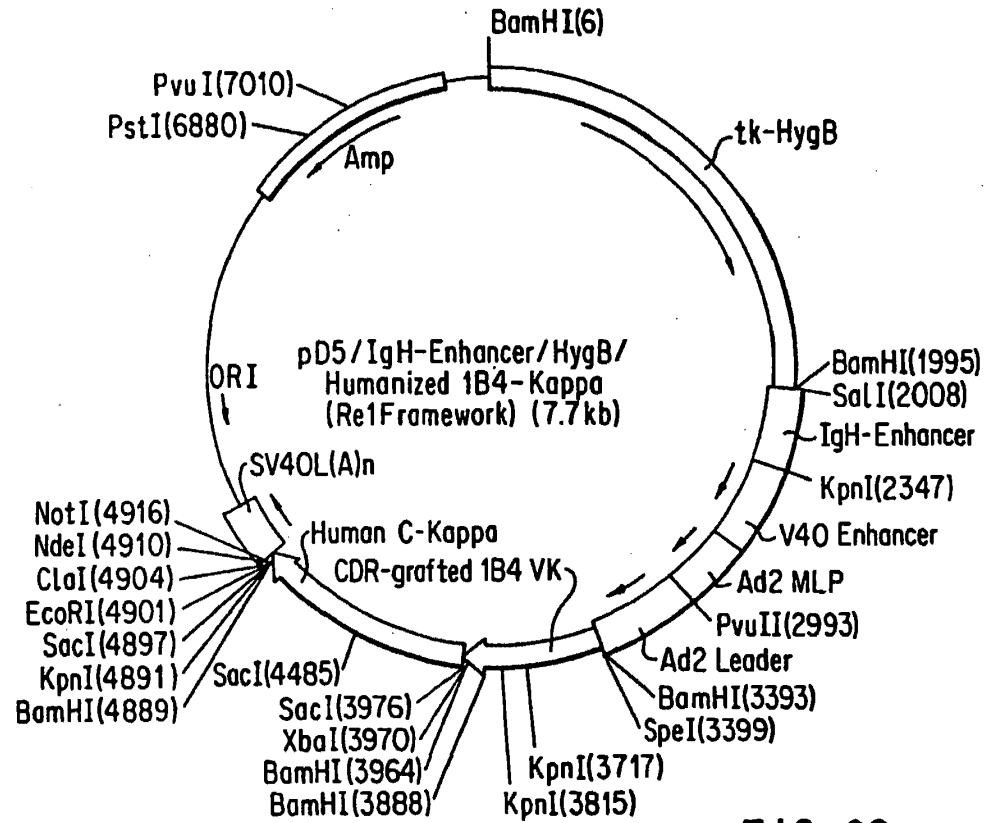 BamHI(6)
PvuI(7010)
PstI(6880)
Amp
tk-HygB
pD5/IgH-Enhancer/HygB/
Humanized 1B4-Kappa
(Re1Framework) (7.7kb)
ORI
BamHI(1995)
SalI(2008)
IgH-Enhancer
KpnI(2347)
V40 Enhancer
Ad2 MLP
PvuII(2993)
Ad2 Leader
BamHI(3393)
SpeI(3399)
SV40L(A)n
Human C-Kappa
CDR-grafted 1B4 VK
NotI(4916)
NdeI(4910)
ClaI(4904)
EcoRI(4901)
SacI(4897)
KpnI(4891)
BamHI(4889)
SacI(4485)
SacI(3976)
XbaI(3970)
BamHI(3964)
BamHI(3888)
KpnI(3717)
KpnI(3815)